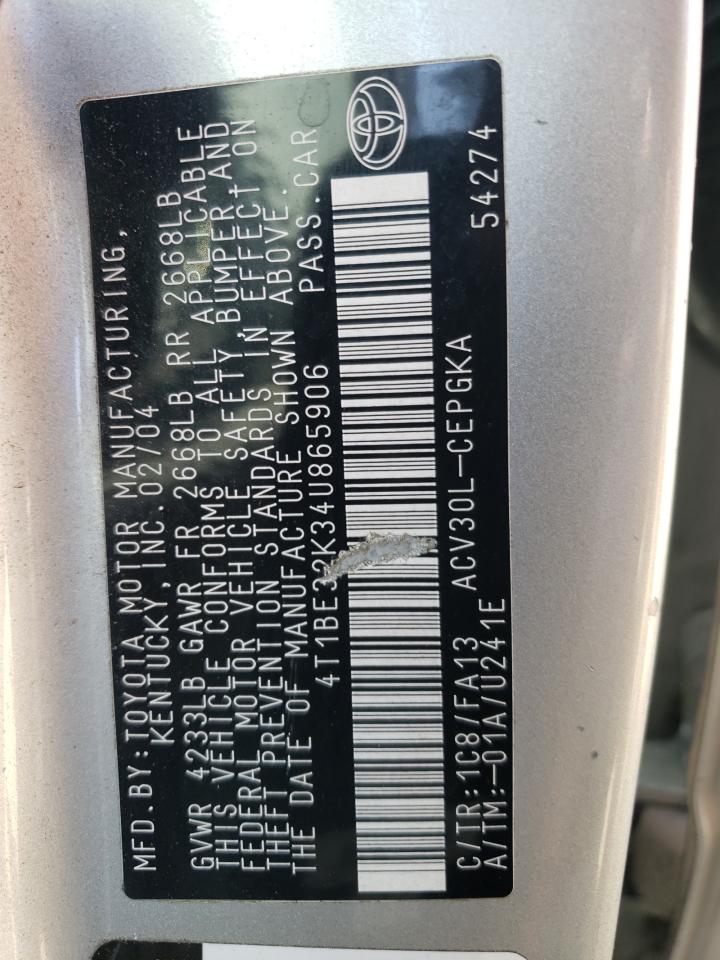 MFD.BY:TOYOTA MOTOR MANUFACTURING,
KENTUCKY,INC.02/04
GVWR 4233LB GAWR FR 2668LB RR 2668LB
THIS VEHICLE CONFORMS TO ALL APPLICABLE
FEDERAL MOTOR VEHICLE SAFETY BUMPER,AND
THEFT PREVENTION STANDARDS IN EFFECT ON
THE DATE OF MANUFACTURE SHOWN ABOVE.
4T1BE32K34U865906 PASS.CAR
C/TR:1C8/FA13 ACV30L-CEPGKA 54274
A/TM:-01A/U241E